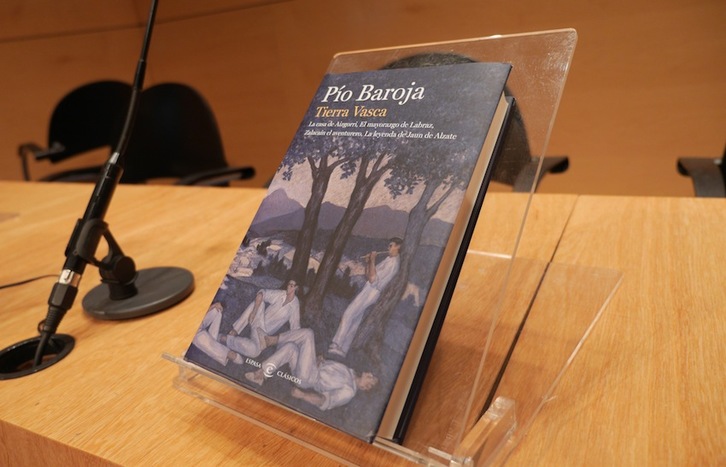 Pío Baroja
Tierra Vasca
La casa de Aizgorri, El mayorazgo de Labraz,
Zalacaín el aventurero, La leyenda de Jaun de Alzate
ESPASA CLÁSICOS